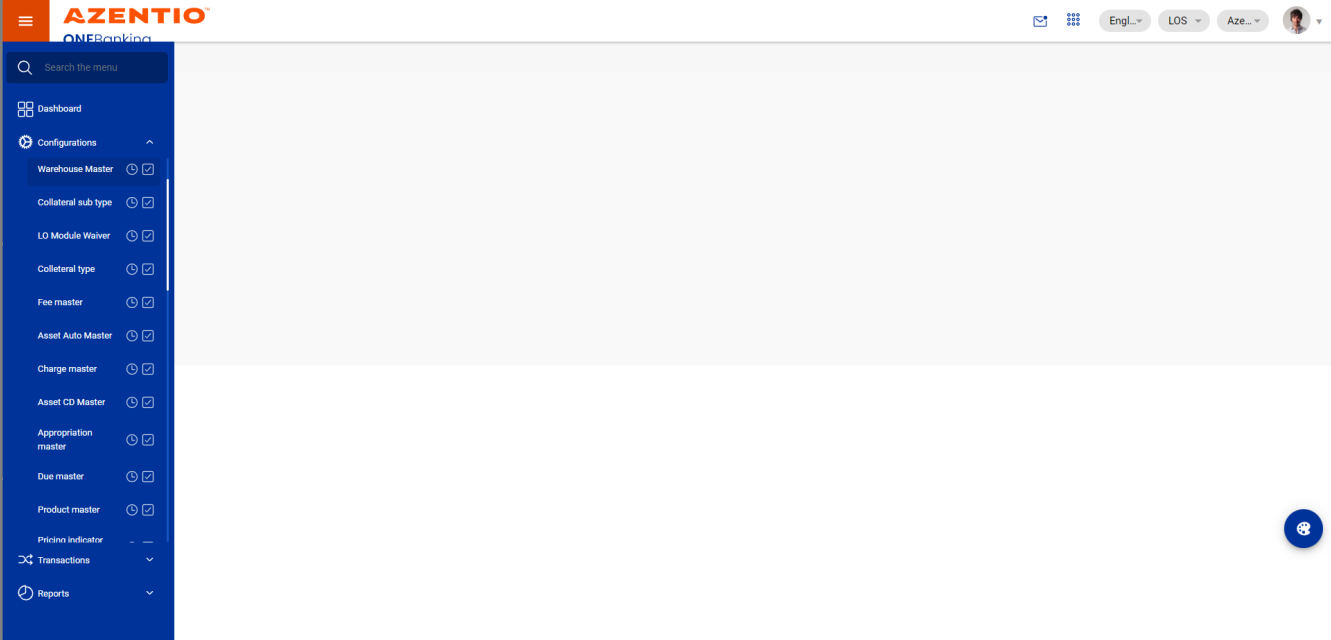 AZENTIO™
ONEBanking
Engl...
LOS
Aze...
Search the menu
Dashboard
Configurations
Warehouse Master
Collateral sub type
LO Module Waiver
Colleteral type
Fee master
Asset Auto Master
Charge master
Asset CD Master
Appropriation
master
Due master
Product master
Pricing indicator
Transactions
Reports